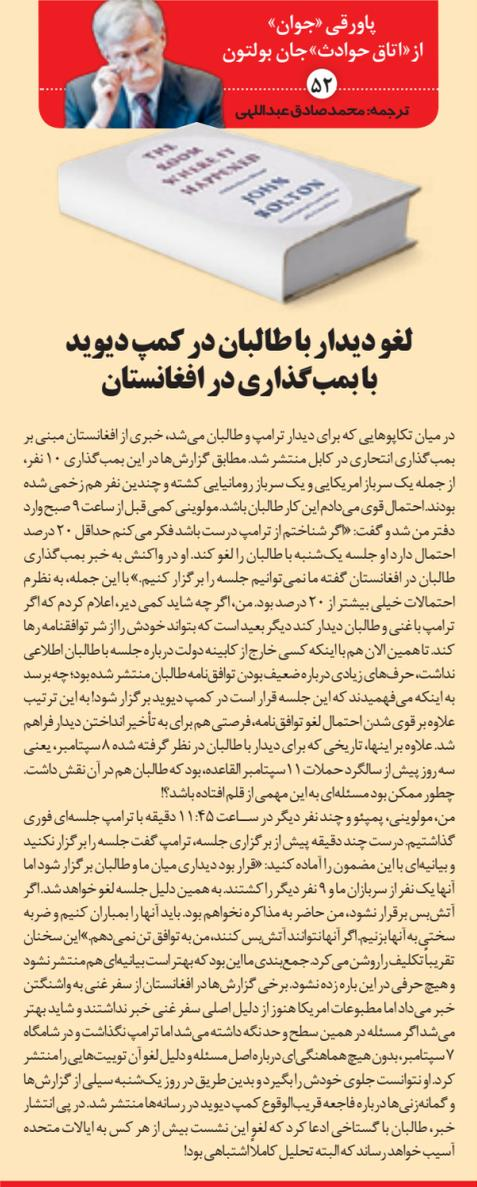 پاورقی «جوان»
از «اتاق حوادث» جان بولتون
۵۲
ترجمه: محمدصادق عبداللهی
THE
ROOM
WHERE IT
HAPPENED
JOHN
BOLTON
لغو دیدار با طالبان در کمپ دیوید
با بمب‌گذاری در افغانستان
در میان تکاپوهایی که برای دیدار ترامپ و طالبان می‌شد، خبری از افغانستان مبنی بر
بمب‌گذاری انتحاری در کابل منتشر شد. مطابق گزارش‌ها در این بمب‌گذاری ۱۰ نفر،
از جمله یک سرباز امریکایی و یک سرباز رومانیایی کشته و چندین نفر هم زخمی شده
بودند. احتمال قوی می‌دادم این کار طالبان باشد. مولوینی کمی قبل از ساعت ۹ صبح وارد
دفتر من شد و گفت: «اگر شناختم از ترامپ درست باشد فکر می‌کنم حداقل ۲۰ درصد
احتمال دارد او جلسه یک‌شنبه با طالبان را لغو کند. او در واکنش به خبر بمب‌گذاری
طالبان در افغانستان گفته ما نمی‌توانیم جلسه را برگزار کنیم.» با این جمله، به نظرم
احتمالات خیلی بیشتر از ۲۰ درصد بود. من، اگر چه شاید کمی دیر، اعلام کردم که اگر
ترامپ با غنی و طالبان دیدار کند دیگر بعید است که بتواند خودش را از شر توافقنامه رها
کند. تا همین الان هم با اینکه کسی خارج از کابینه دولت درباره جلسه با طالبان اطلاعی
نداشت، حرف‌های زیادی درباره ضعیف بودن توافق‌نامه طالبان منتشر شده بود؛ چه برسد
به اینکه می‌فهمیدند که این جلسه قرار است در کمپ دیوید برگزار شود! به این ترتیب
علاوه بر قوی شدن احتمال لغو توافق‌نامه، فرصتی هم برای به تأخیر انداختن دیدار فراهم
شد. علاوه بر اینها، تاریخی که برای دیدار با طالبان در نظر گرفته شده ۸ سپتامبر، یعنی
سه روز پیش از سالگرد حملات ۱۱ سپتامبر القاعده، بود که طالبان هم در آن نقش داشت.
چطور ممکن بود مسئله‌ای به این مهمی از قلم افتاده باشد؟!
من، مولوینی، پمپئو و چند نفر دیگر در ســاعت ۱۱:۴۵ دقیقه با ترامپ جلسه‌ای فوری
گذاشتیم. درست چند دقیقه پیش از برگزاری جلسه، ترامپ گفت جلسه را برگزار نکنید
و بیانیه‌ای با این مضمون را آماده کنید: «قرار بود دیداری میان ما و طالبان برگزار شود اما
آنها یک نفر از سربازان ما و ۹ نفر دیگر را کشتند. به همین دلیل جلسه لغو خواهد شد. اگر
آتش‌بس برقرار نشود، من حاضر به مذاکره نخواهم بود. باید آنها را بمباران کنیم و ضربه
سختی به آنها بزنیم. اگر آنها نتوانند آتش‌بس کنند، من به توافق تن نمی‌دهم.» این سخنان
تقریباً تکلیف را روشن می‌کرد. جمع‌بندی ما این بود که بهتر است بیانیه‌ای هم منتشر نشود
و هیچ حرفی در این باره زده نشود. برخی گزارش‌ها در افغانستان از سفر غنی به واشنگتن
خبر می‌داد اما مطبوعات امریکا هنوز از دلیل اصلی سفر غنی خبر نداشتند و شاید بهتر
می‌شد اگر مسئله در همین سطح و حد نگه داشته می‌شد اما ترامپ نگذاشت و در شامگاه
۷ سپتامبر، بدون هیچ هماهنگی‌ای درباره اصل مسئله و دلیل لغو آن توییت‌هایی را منتشر
کرد. او نتوانست جلوی خودش را بگیرد و بدین طریق در روز یک‌شنبه سیلی از گزارش‌ها
و گمانه‌زنی‌ها درباره فاجعه قریب‌الوقوع کمپ دیوید در رسانه‌ها منتشر شد. در پی انتشار
خبر، طالبان با گستاخی ادعا کرد که لغو این نشست بیش از هر کس به ایالات متحده
آسیب خواهد رساند که البته تحلیل کاملاً اشتباهی بود!